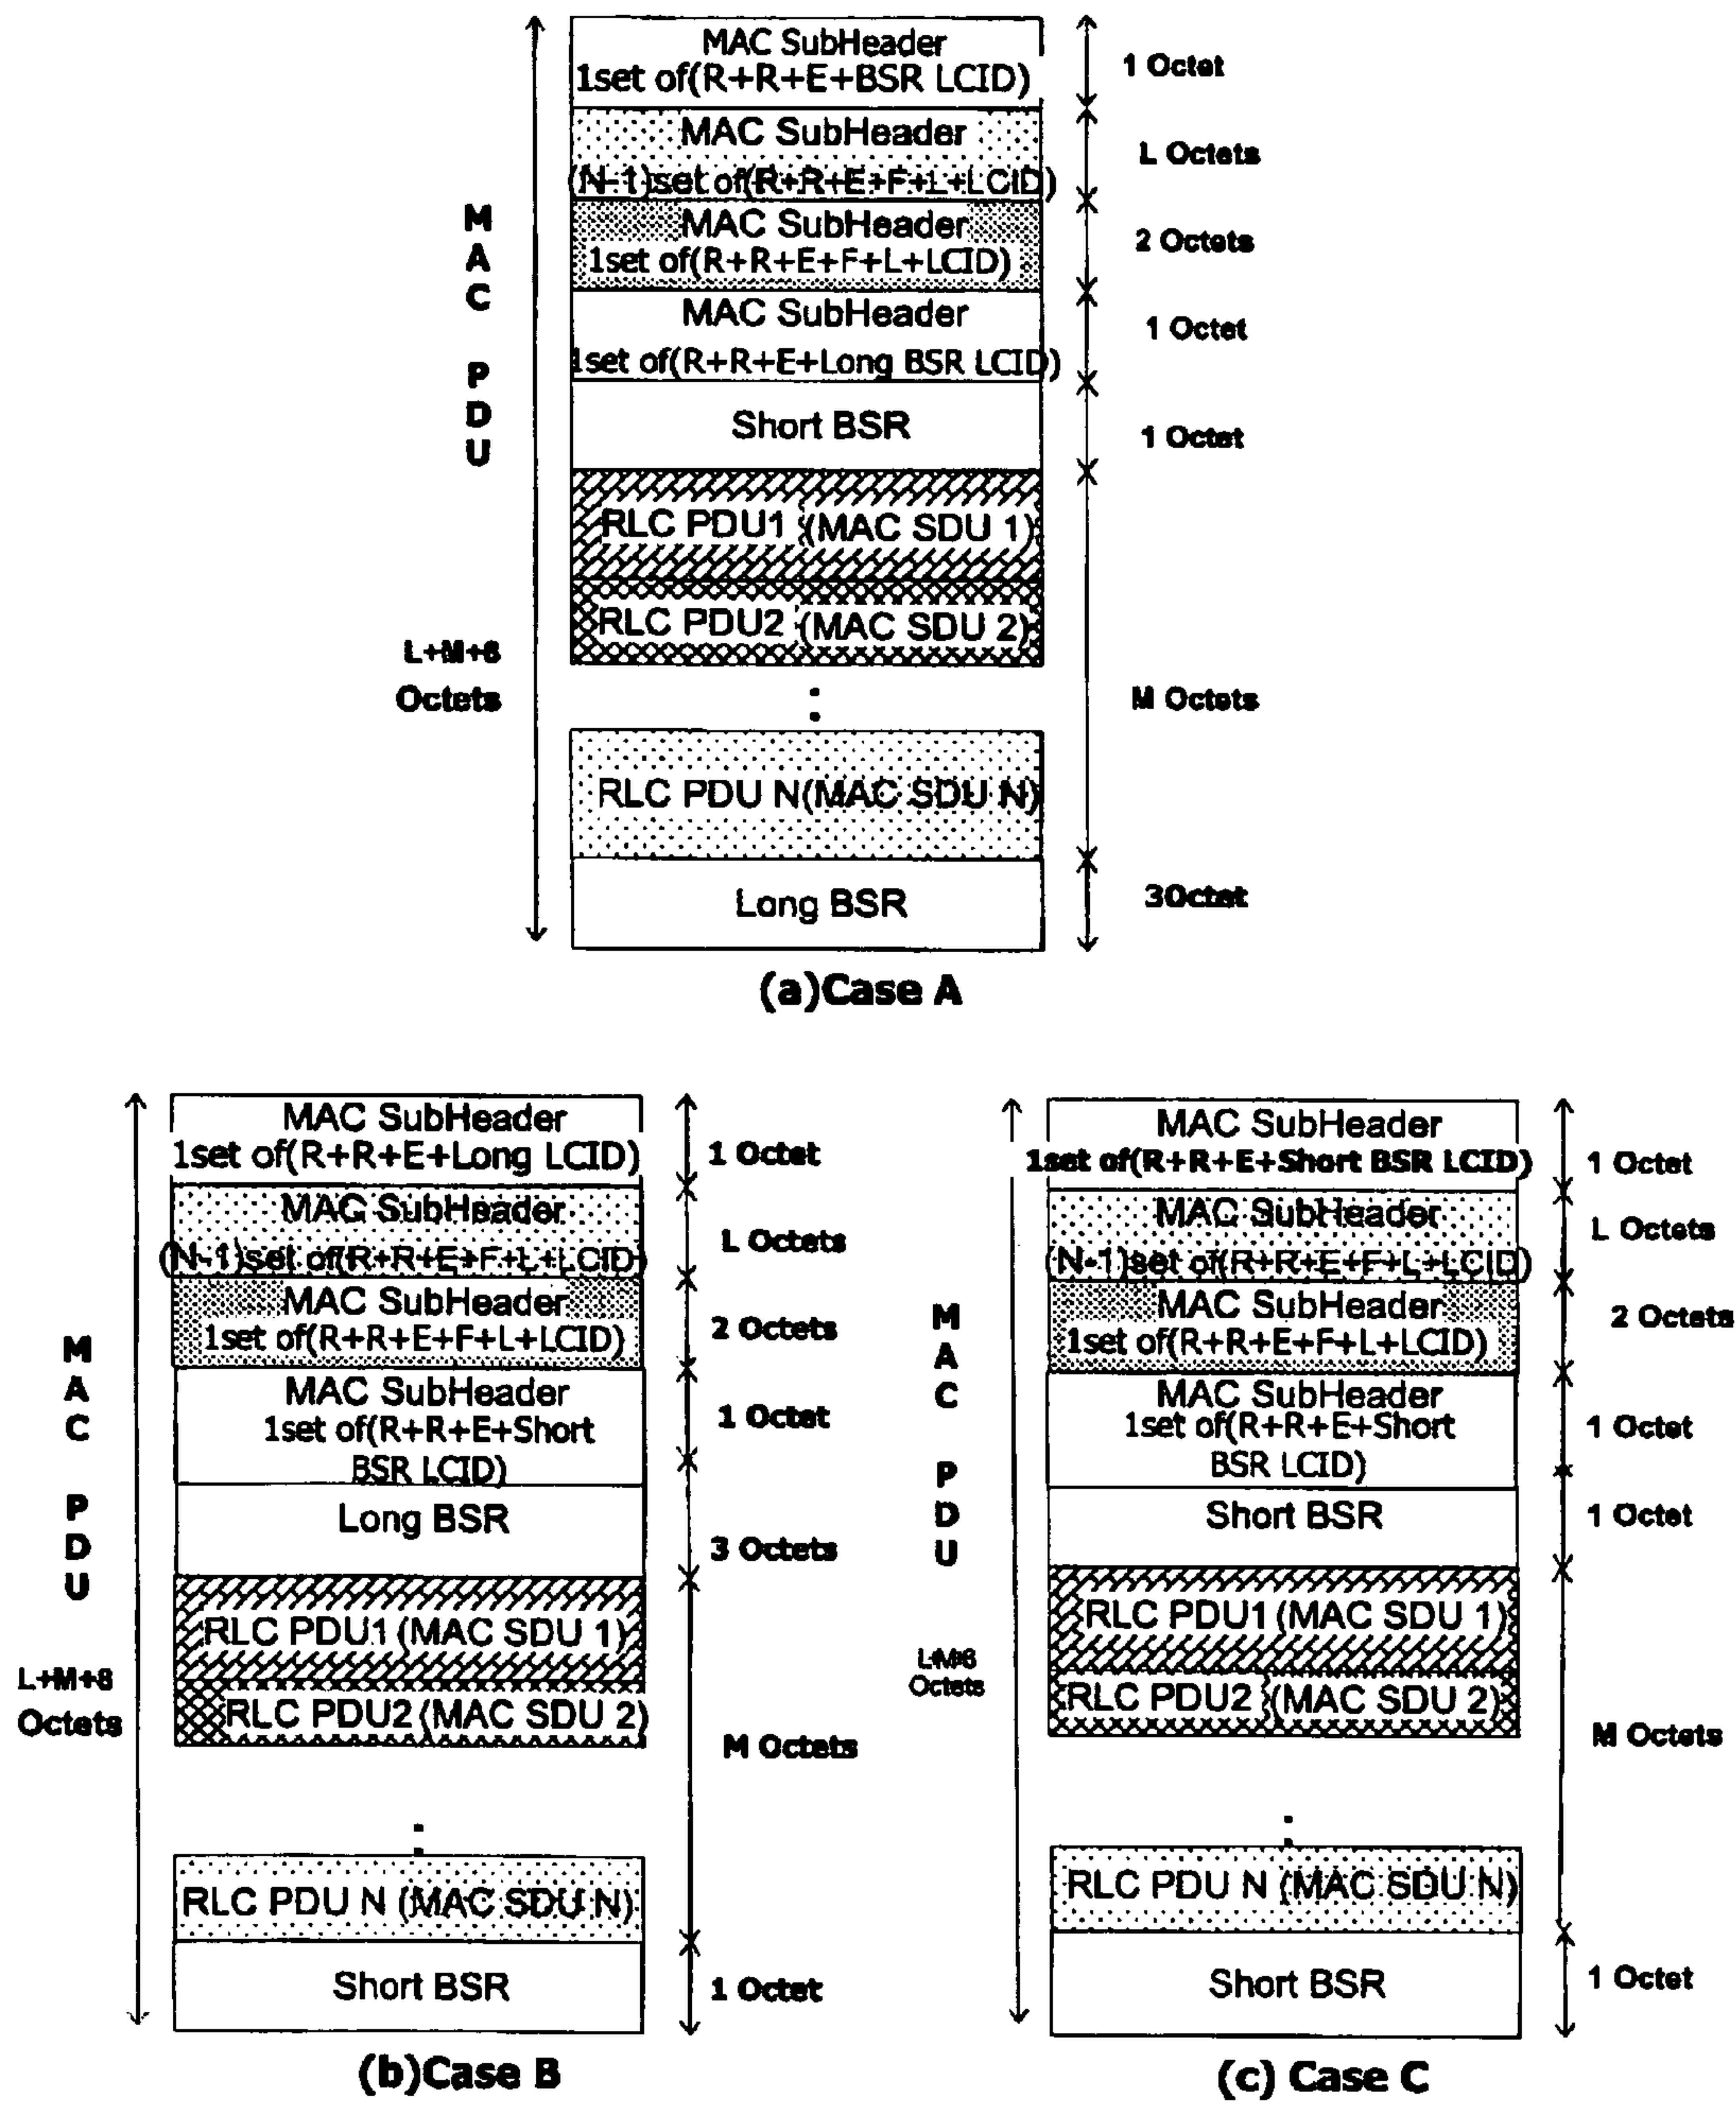 MAC SubHeader
1set of(R+R+E+BSR LCID)
1 Octet
MAC SubHeader
(N-1)set of(R+R+E+F+L+LCID)
L Octets
MAC SubHeader
1set of(R+R+E+F+L+LCID)
2 Octets
MAC SubHeader
1set of(R+R+E+Long BSR LCID)
1 Octet
Short BSR
1 Octet
MAC PDU
RLC PDU1 (MAC SDU 1)
RLC PDU2 (MAC SDU 2)
L+M+8
Octets
:
M Octets
RLC PDU N(MAC SDU N)
Long BSR
3Octet
(a)Case A
MAC SubHeader
1set of(R+R+E+Long LCID)
1 Octet
MAC SubHeader
(N-1)set of(R+R+E+F+L+LCID)
L Octets
MAC SubHeader
1set of(R+R+E+F+L+LCID)
2 Octets
MAC SubHeader
1set of(R+R+E+Short
BSR LCID)
1 Octet
MAC PDU
Long BSR
3 Octets
RLC PDU1 (MAC SDU 1)
RLC PDU2 (MAC SDU 2)
L+M+8
Octets
M Octets
:
RLC PDU N (MAC SDU N)
Short BSR
1 Octet
(b)Case B
MAC SubHeader
1set of(R+R+E+Short BSR LCID)
1 Octet
MAC SubHeader
(N-1)set of(R+R+E+F+L+LCID)
L Octets
MAC SubHeader
1set of(R+R+E+F+L+LCID)
2 Octets
MAC SubHeader
1set of(R+R+E+Short
BSR LCID)
1 Octet
MAC PDU
Short BSR
1 Octet
RLC PDU1 (MAC SDU 1)
RLC PDU2 (MAC SDU 2)
Octets
M Octets
:
RLC PDU N (MAC SDU N)
Short BSR
1 Octet
(c) Case C